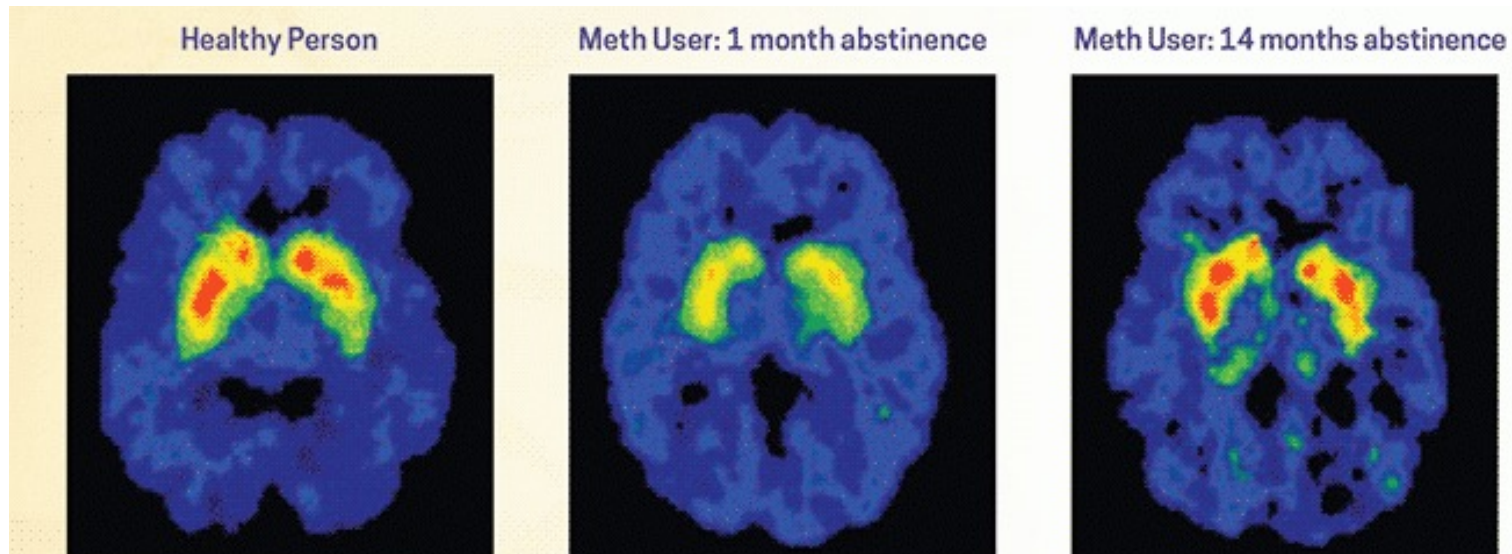 Healthy Person
Meth User: 1 month abstinence
Meth User: 14 months abstinence